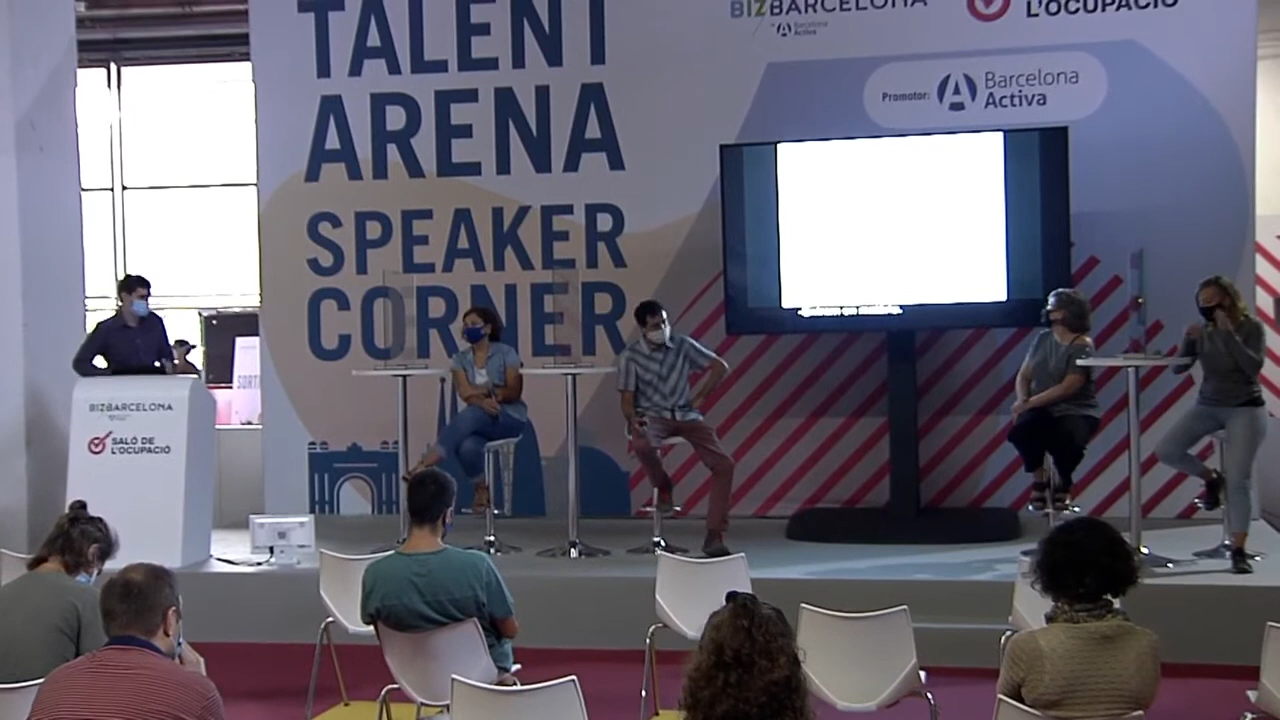 TALENT
ARENA
SPEAKER
CORNER
BIZBARCELONA
Barcelona
Activa
L'OCUPACIÓ
Promotor:
Barcelona
Activa
BIZBARCELONA
SALÓ DE
L'OCUPACIÓ